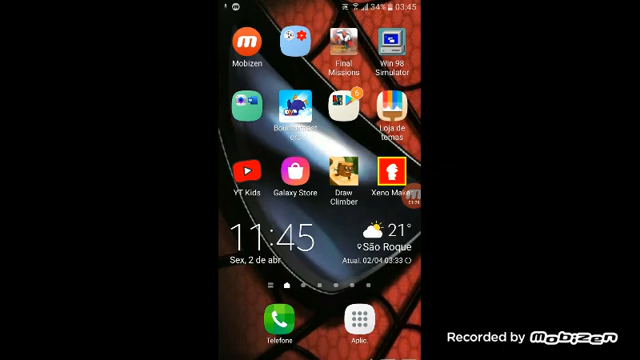 34% 03:45
Mobizen
Final Missions
Win 98 Simulator
6
Loja de temas
YT Kids
Galaxy Store
Draw Climber
Xeno Make
11:45
Sex, 2 de abr
21°
São Roque
Atual. 02/04 03:33
Telefone
Aplic.
Recorded by Mobizen